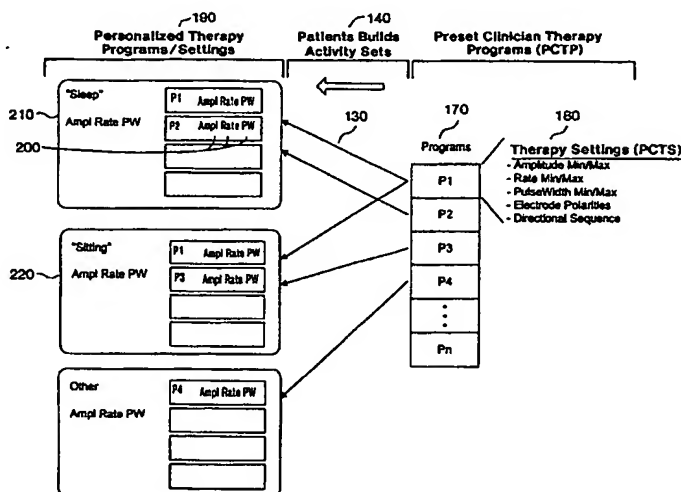 190
140
Personalized Therapy
Programs/Settings
Patients Builds
Activity Sets
Preset Clinician Therapy
Programs (PCTP)
210
"Sleep"
Ampl Rate PW
200
P1 Ampl Rate PW
P2 Ampl Rate PW
130
170
180
Programs
Therapy Settings (PCTS)
- Amplitude Min/Max
- Rate Min/Max
- PulseWidth Min/Max
- Electrode Polarities
- Directional Sequence
P1
P2
P3
P4
Pn
220
"Sitting"
Ampl Rate PW
P1 Ampl Rate PW
P3 Ampl Rate PW
Other
Ampl Rate PW
P4 Ampl Rate PW